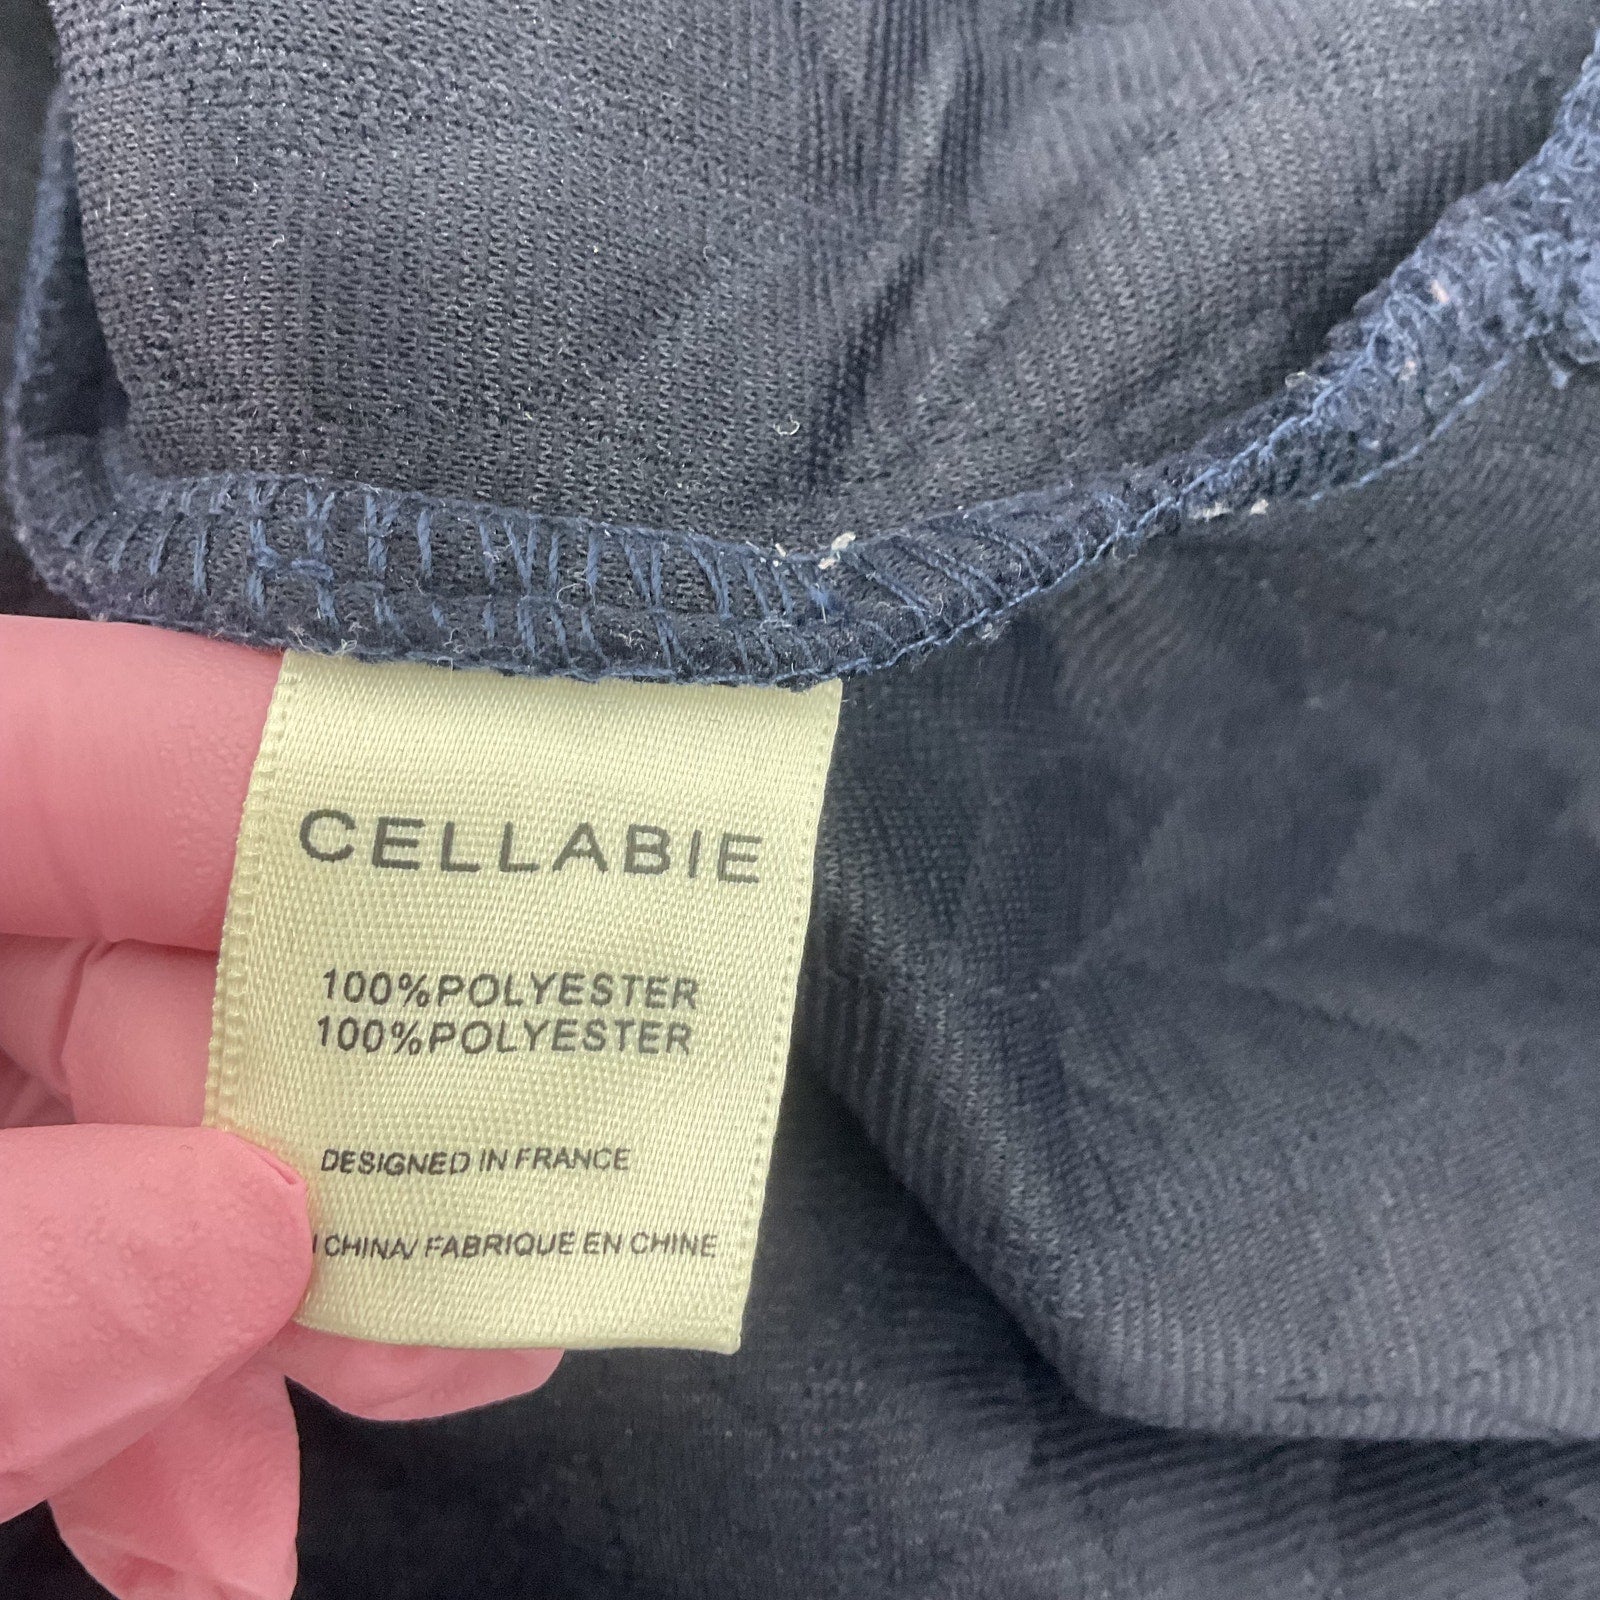 CELLABIE
100%POLYESTER
100%POLYESTER
DESIGNED IN FRANCE
CHINA/ FABRIQUE EN CHINE